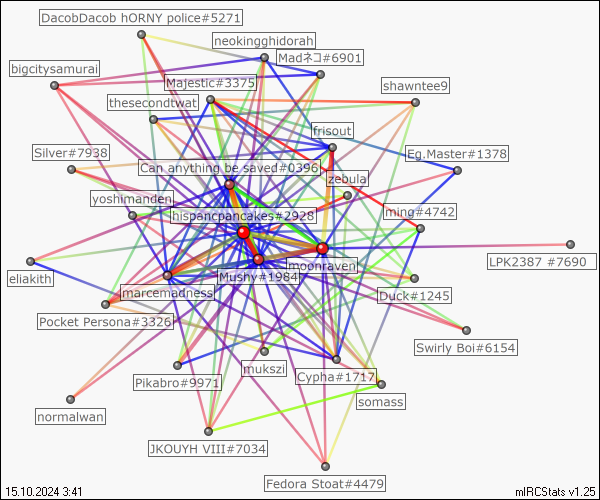 DacobDacob hORNY police#5271
neokingghidorah
Madネコ#6901
bigcitysamurai
Majestic#3375
shawntee9
thesecondtwat
frisout
Silver#7938
Eg.Master#1378
Can anything be saved#0396
zebula
yoshimanden
hispancpancakes#2928
ming#4742
LPK2387 #7690
moonraven
eliakith
Mushy#1984
marcemadness
Duck#1245
Pocket Persona#3326
Swirly Boi#6154
mukszi
Cypha#1717
Pikabro#9971
somass
normalwan
JKOUYH VIII#7034
Fedora Stoat#4479
15.10.2024 3:41
mIRCStats v1.25